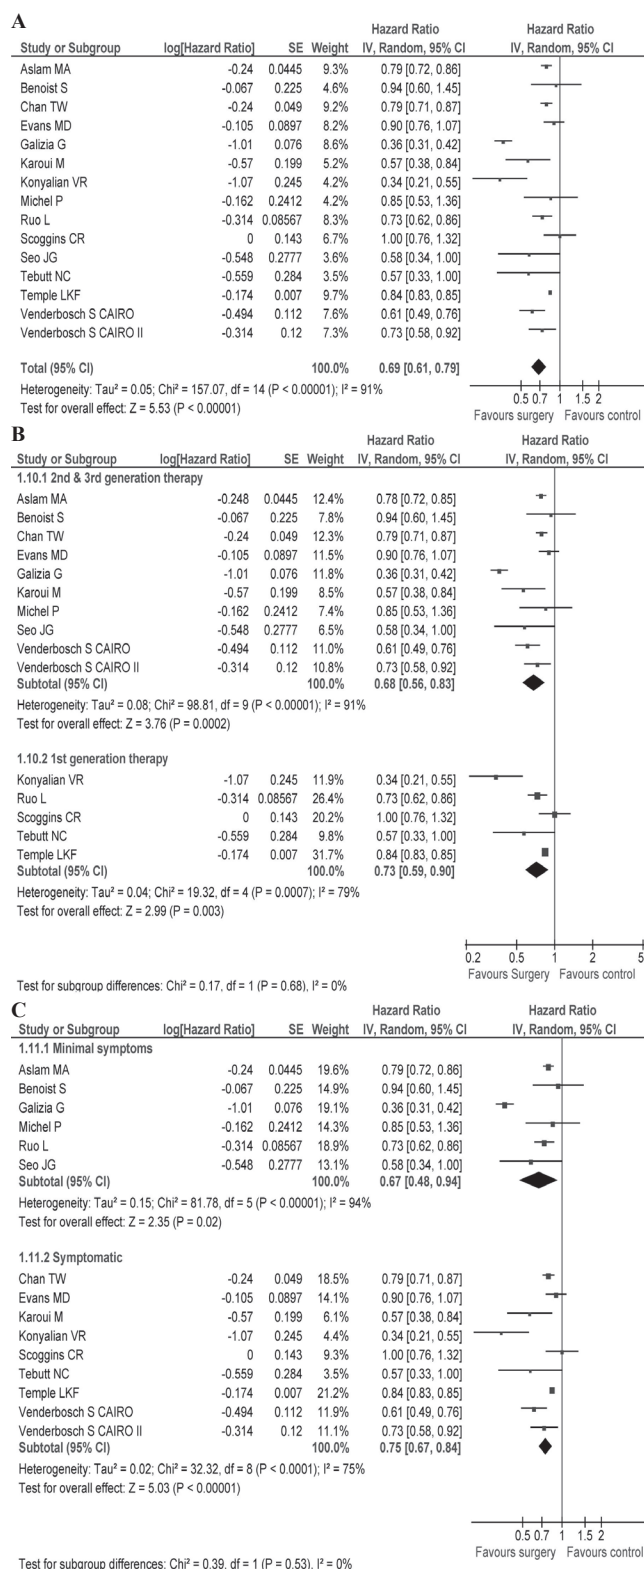 A
Hazard Ratio Hazard Ratio
Study or Subgroup log[Hazard Ratio] SE Weight IV, Random, 95% CI IV, Random, 95% CI
Aslam MA -0.24 0.0445 9.3% 0.79 [0.72, 0.86]
Benoist S -0.067 0.225 4.6% 0.94 [0.60, 1.45]
Chan TW -0.24 0.049 9.2% 0.79 [0.71, 0.87]
Evans MD -0.105 0.0897 8.2% 0.90 [0.76, 1.07]
Galizia G -1.01 0.076 8.6% 0.36 [0.31, 0.42]
Karoui M -0.57 0.199 5.2% 0.57 [0.38, 0.84]
Konyalian VR -1.07 0.245 4.2% 0.34 [0.21, 0.55]
Michel P -0.162 0.2412 4.2% 0.85 [0.53, 1.36]
Ruo L -0.314 0.08567 8.3% 0.73 [0.62, 0.86]
Scoggins CR 0 0.143 6.7% 1.00 [0.76, 1.32]
Seo JG -0.548 0.2777 3.6% 0.58 [0.34, 1.00]
Tebutt NC -0.559 0.284 3.5% 0.57 [0.33, 1.00]
Temple LKF -0.174 0.007 9.7% 0.84 [0.83, 0.85]
Venderbosch S CAIRO -0.494 0.112 7.6% 0.61 [0.49, 0.76]
Venderbosch S CAIRO II -0.314 0.12 7.3% 0.73 [0.58, 0.92]
Total (95% CI) 100.0% 0.69 [0.61, 0.79]
Heterogeneity: Tau² = 0.05; Chi² = 157.07, df = 14 (P < 0.00001); I² = 91%
Test for overall effect: Z = 5.53 (P < 0.00001)
0.5 0.7 1 1.5 2
Favours surgery Favours control
B
Hazard Ratio Hazard Ratio
Study or Subgroup log[Hazard Ratio] SE Weight IV, Random, 95% CI IV, Random, 95% CI
1.10.1 2nd & 3rd generation therapy
Aslam MA -0.248 0.0445 12.4% 0.78 [0.72, 0.85]
Benoist S -0.067 0.225 7.8% 0.94 [0.60, 1.45]
Chan TW -0.24 0.049 12.3% 0.79 [0.71, 0.87]
Evans MD -0.105 0.0897 11.5% 0.90 [0.76, 1.07]
Galizia G -1.01 0.076 11.8% 0.36 [0.31, 0.42]
Karoui M -0.57 0.199 8.5% 0.57 [0.38, 0.84]
Michel P -0.162 0.2412 7.4% 0.85 [0.53, 1.36]
Seo JG -0.548 0.2777 6.5% 0.58 [0.34, 1.00]
Venderbosch S CAIRO -0.494 0.112 11.0% 0.61 [0.49, 0.76]
Venderbosch S CAIRO II -0.314 0.12 10.8% 0.73 [0.58, 0.92]
Subtotal (95% CI) 100.0% 0.68 [0.56, 0.83]
Heterogeneity: Tau² = 0.08; Chi² = 98.81, df = 9 (P < 0.00001); I² = 91%
Test for overall effect: Z = 3.76 (P = 0.0002)
1.10.2 1st generation therapy
Konyalian VR -1.07 0.245 11.9% 0.34 [0.21, 0.55]
Ruo L -0.314 0.08567 26.4% 0.73 [0.62, 0.86]
Scoggins CR 0 0.143 20.2% 1.00 [0.76, 1.32]
Tebutt NC -0.559 0.284 9.8% 0.57 [0.33, 1.00]
Temple LKF -0.174 0.007 31.7% 0.84 [0.83, 0.85]
Subtotal (95% CI) 100.0% 0.73 [0.59, 0.90]
Heterogeneity: Tau² = 0.04; Chi² = 19.32, df = 4 (P = 0.0007); I² = 79%
Test for overall effect: Z = 2.99 (P = 0.003)
0.2 0.5 1 2 5
Favours Surgery Favours control
Test for subgroup differences: Chi² = 0.17, df = 1 (P = 0.68), I² = 0%
C
Hazard Ratio Hazard Ratio
Study or Subgroup log[Hazard Ratio] SE Weight IV, Random, 95% CI IV, Random, 95% CI
1.11.1 Minimal symptoms
Aslam MA -0.24 0.0445 19.6% 0.79 [0.72, 0.86]
Benoist S -0.067 0.225 14.9% 0.94 [0.60, 1.45]
Galizia G -1.01 0.076 19.1% 0.36 [0.31, 0.42]
Michel P -0.162 0.2412 14.3% 0.85 [0.53, 1.36]
Ruo L -0.314 0.08567 18.9% 0.73 [0.62, 0.86]
Seo JG -0.548 0.2777 13.1% 0.58 [0.34, 1.00]
Subtotal (95% CI) 100.0% 0.67 [0.48, 0.94]
Heterogeneity: Tau² = 0.15; Chi² = 81.78, df = 5 (P < 0.00001); I² = 94%
Test for overall effect: Z = 2.35 (P = 0.02)
1.11.2 Symptomatic
Chan TW -0.24 0.049 18.5% 0.79 [0.71, 0.87]
Evans MD -0.105 0.0897 14.1% 0.90 [0.76, 1.07]
Karoui M -0.57 0.199 6.1% 0.57 [0.38, 0.84]
Konyalian VR -1.07 0.245 4.4% 0.34 [0.21, 0.55]
Scoggins CR 0 0.143 9.3% 1.00 [0.76, 1.32]
Tebutt NC -0.559 0.284 3.5% 0.57 [0.33, 1.00]
Temple LKF -0.174 0.007 21.2% 0.84 [0.83, 0.85]
Venderbosch S CAIRO -0.494 0.112 11.9% 0.61 [0.49, 0.76]
Venderbosch S CAIRO II -0.314 0.12 11.1% 0.73 [0.58, 0.92]
Subtotal (95% CI) 100.0% 0.75 [0.67, 0.84]
Heterogeneity: Tau² = 0.02; Chi² = 32.32, df = 8 (P < 0.0001); I² = 75%
Test for overall effect: Z = 5.03 (P < 0.00001)
0.5 0.7 1 1.5 2
Favours surgery Favours control
Test for subgroup differences: Chi² = 0.39, df = 1 (P = 0.53), I² = 0%